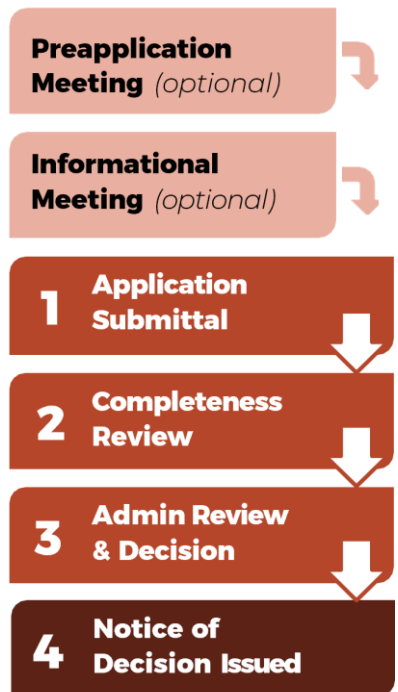 Preapplication
Meeting (optional)
Informational
Meeting (optional)
1 Application
Submittal
2 Completeness
Review
3 Admin Review
& Decision
4 Notice of
Decision Issued